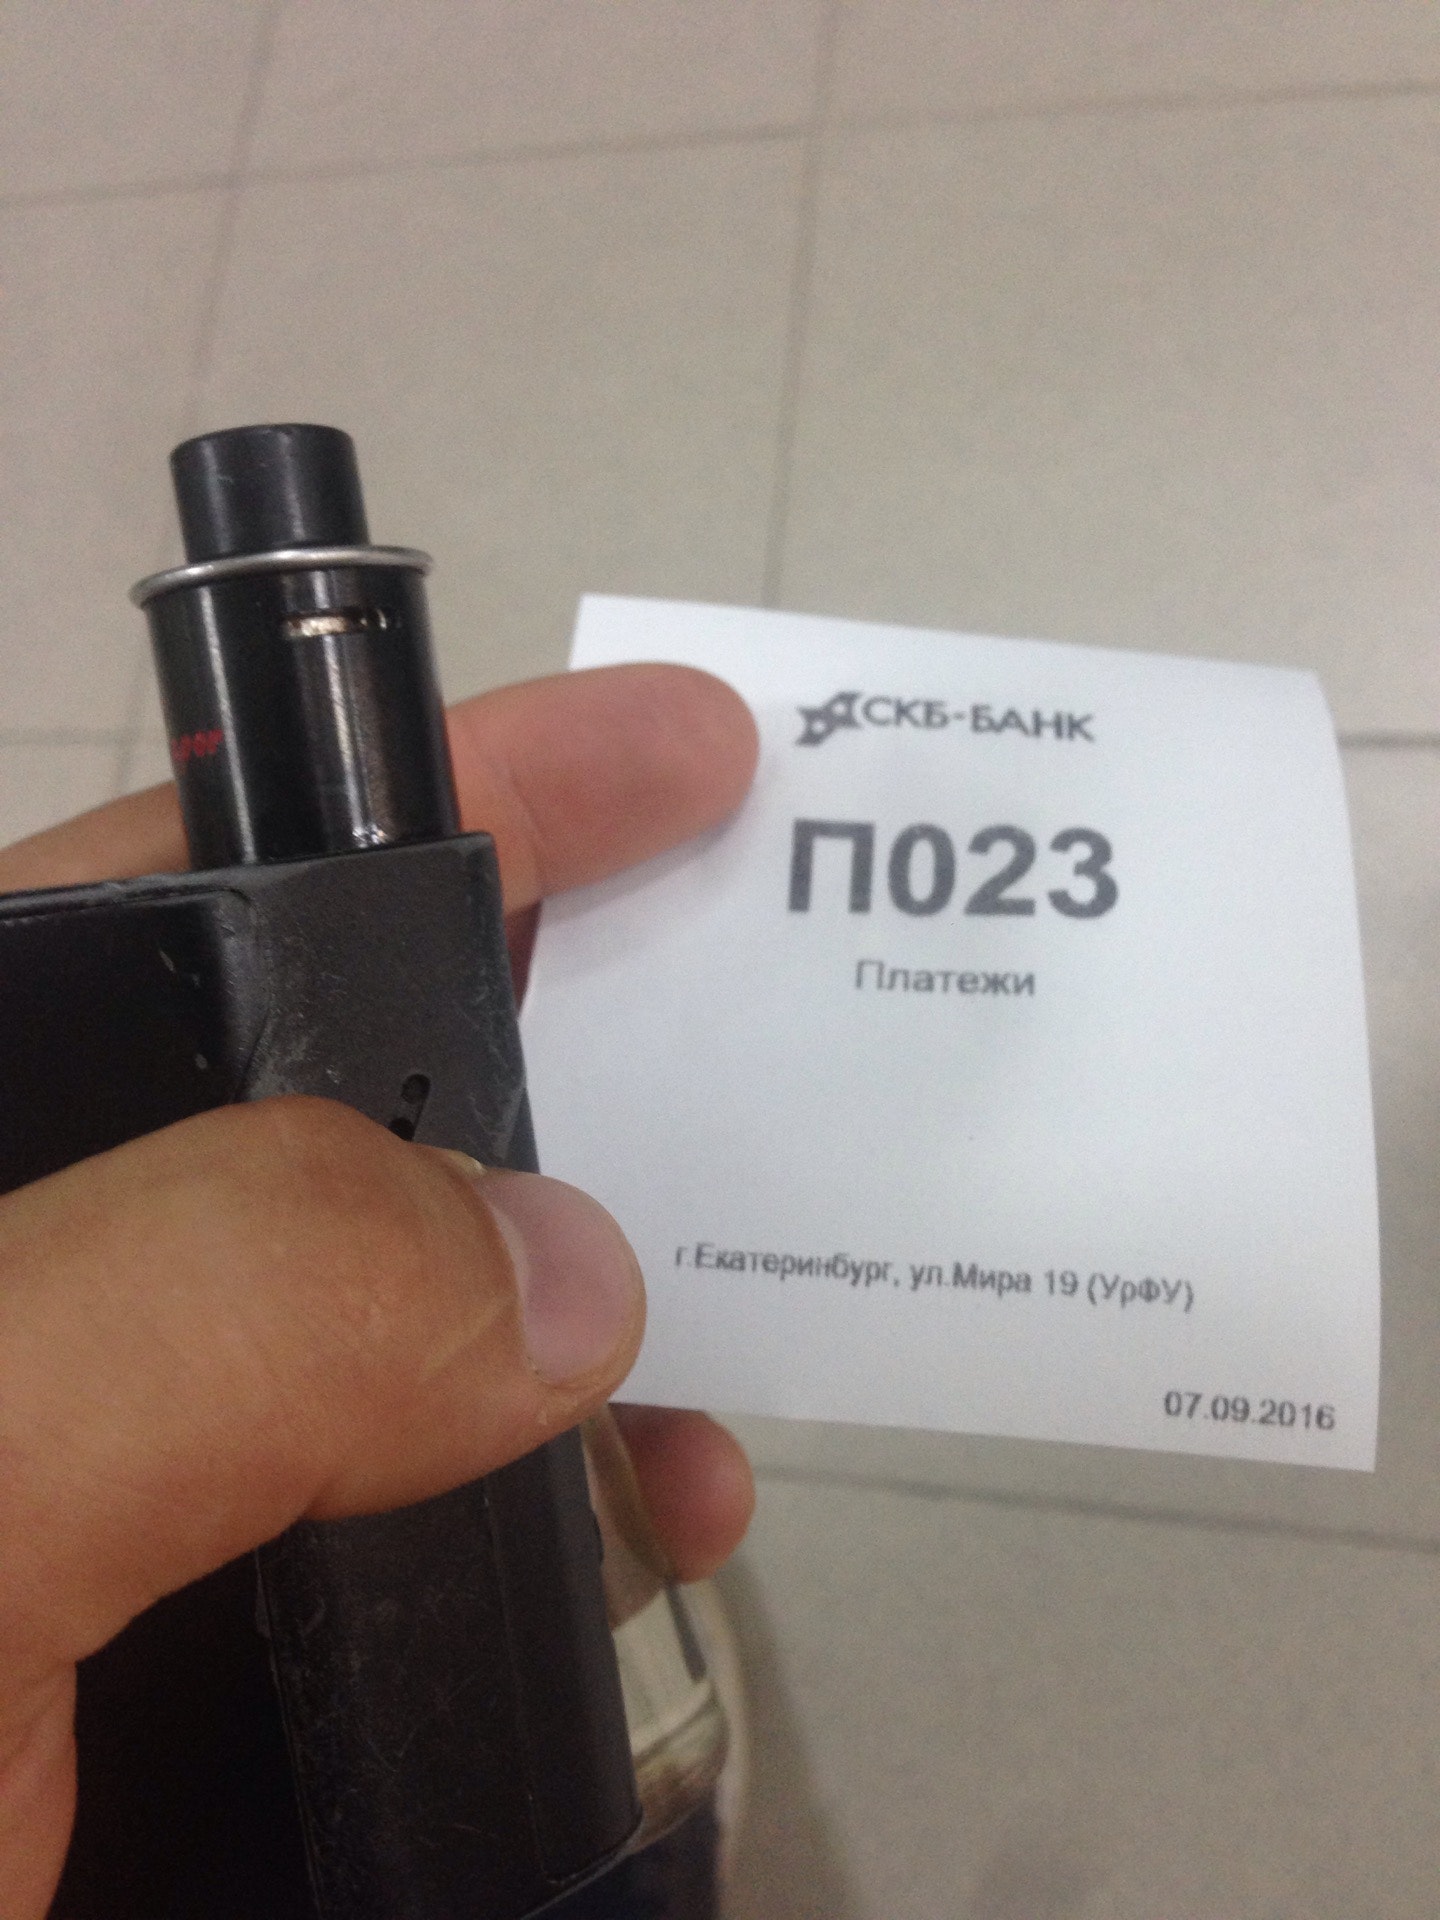 СКБ-БАНК
П023
Платежи
г.Екатеринбург, ул.Мира 19 (УрФУ)
07.09.2016